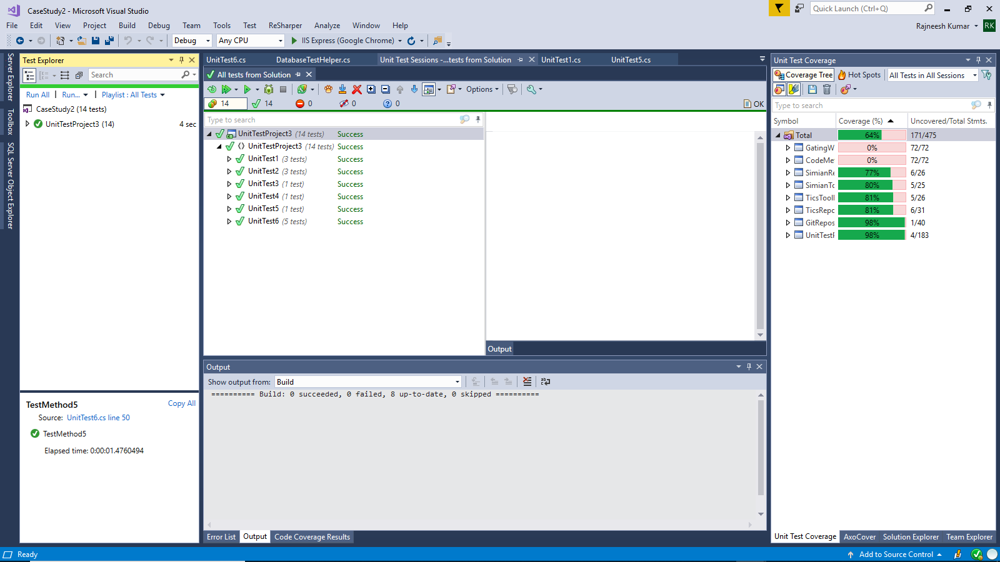 CaseStudy2 - Microsoft Visual Studio
Quick Launch (Ctrl+Q)
File Edit View Project Build Debug Team Tools Test ReSharper Analyze Window Help
Rajneesh Kumar RK
Debug Any CPU IIS Express (Google Chrome)
Server Explorer
Toolbox
SQL Server Object Explorer
Test Explorer
Search
Run All | Run... | Playlist : All Tests
CaseStudy2 (14 tests)
UnitTestProject3 (14) 4 sec
TestMethod5 Copy All
Source: UnitTest6.cs line 50
TestMethod5
Elapsed time: 0:00:01.4760494
UnitTest6.cs DatabaseTestHelper.cs Unit Test Sessions -...tests from Solution UnitTest1.cs UnitTest5.cs
All tests from Solution
Options
14 14 0 0 0 OK
Type to search
UnitTestProject3 (14 tests) Success
UnitTestProject3 (14 tests) Success
UnitTest1 (3 tests) Success
UnitTest2 (3 tests) Success
UnitTest3 (1 test) Success
UnitTest4 (1 test) Success
UnitTest5 (1 test) Success
UnitTest6 (5 tests) Success
Output
Output
Show output from: Build
========== Build: 0 succeeded, 0 failed, 8 up-to-date, 0 skipped ==========
Error List Output Code Coverage Results
Unit Test Coverage
Coverage Tree Hot Spots All Tests in All Sessions
Type to search
Symbol Coverage (%) Uncovered/Total Stmts.
Total 64% 171/475
GatingW 0% 72/72
CodeMe 0% 72/72
SimianRe 77% 6/26
SimianTo 80% 5/25
TicsTooll 81% 5/26
TicsRepo 81% 6/31
GitRepos 98% 1/40
UnitTestF 98% 4/183
Unit Test Coverage AxoCover Solution Explorer Team Explorer
Ready
Add to Source Control